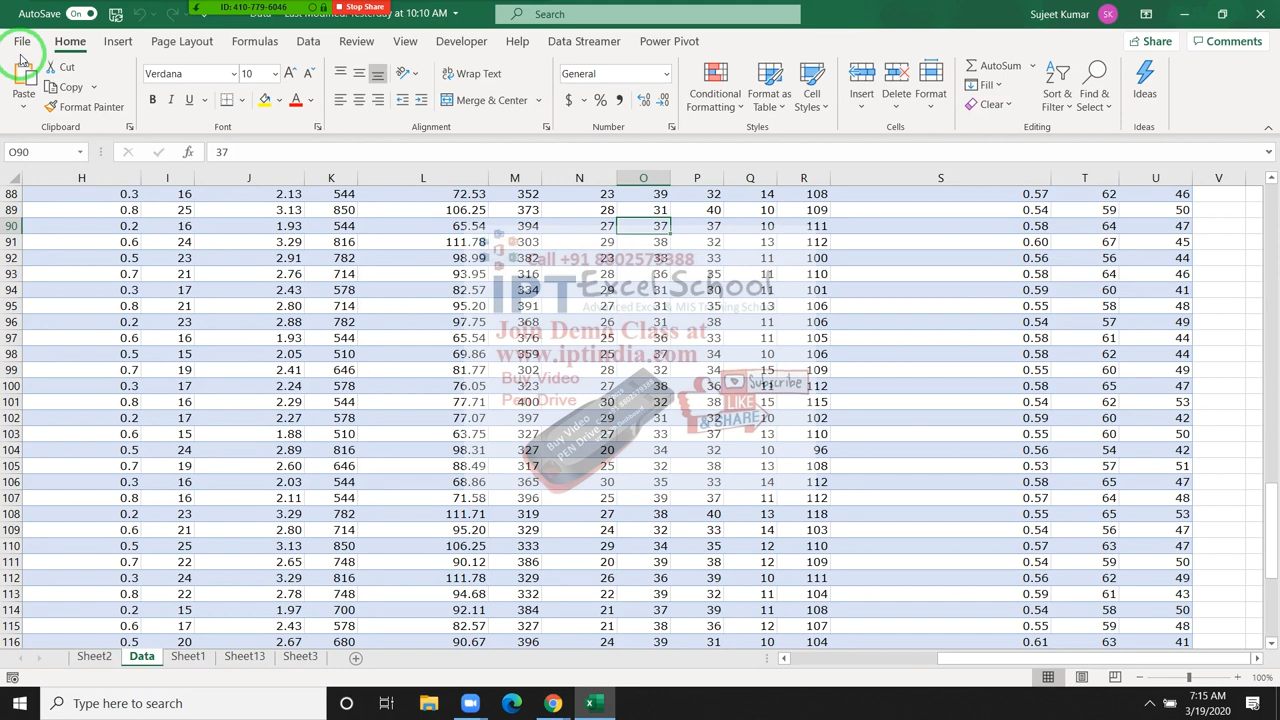 AutoSave On Data - Last Modified: Yesterday at 10:10 AM Search Sujeet Kumar SK
ID: 410-779-6046 Stop Share
File Home Insert Page Layout Formulas Data Review View Developer Help Data Streamer Power Pivot Share Comments
Paste Cut Copy Format Painter Clipboard
Verdana 10 B I U A Font
Wrap Text Merge & Center Alignment
General $ % Number
Conditional Formatting Format as Table Cell Styles Styles
Insert Delete Format Cells
AutoSum Fill Clear Sort & Filter Find & Select Editing
Ideas Ideas
O90 fx 37
H I J K L M N O P Q R S T U V
88 0.3 16 2.13 544 72.53 352 23 39 32 14 108 0.57 62 46
89 0.8 25 3.13 850 106.25 373 28 31 40 10 109 0.54 59 50
90 0.2 16 1.93 544 65.54 394 27 37 37 10 111 0.58 64 47
91 0.6 24 3.29 816 111.78 303 29 38 32 13 112 0.60 67 45
92 0.5 23 2.91 782 98.99 382 23 33 33 11 100 0.56 56 44
93 0.7 21 2.76 714 93.95 316 28 36 35 11 110 0.58 64 46
94 0.3 17 2.43 578 82.57 334 29 31 30 11 101 0.59 60 41
95 0.8 21 2.80 714 95.20 391 27 31 35 13 106 0.55 58 48
96 0.2 23 2.88 782 97.75 368 26 31 38 11 106 0.54 57 49
97 0.6 16 1.93 544 65.54 376 25 36 33 11 105 0.58 61 44
98 0.5 15 2.05 510 69.86 359 25 37 34 10 106 0.58 62 44
99 0.7 19 2.41 646 81.77 302 28 32 34 15 109 0.55 60 49
100 0.3 17 2.24 578 76.05 323 27 38 36 11 112 0.58 65 47
101 0.8 16 2.29 544 77.71 400 30 32 38 15 115 0.54 62 53
102 0.2 17 2.27 578 77.07 397 29 31 32 10 102 0.59 60 42
103 0.6 15 1.88 510 63.75 327 27 33 37 13 110 0.54 60 50
104 0.5 24 2.89 816 98.31 327 20 34 32 10 96 0.56 54 42
105 0.7 19 2.60 646 88.49 317 25 32 38 13 108 0.53 57 51
106 0.3 16 2.03 544 68.86 365 30 35 33 14 112 0.58 65 47
107 0.8 16 2.11 544 71.58 396 25 39 37 11 112 0.57 64 48
108 0.2 23 3.29 782 111.71 319 27 38 40 13 118 0.55 65 53
109 0.6 21 2.80 714 95.20 329 24 32 33 14 103 0.54 56 47
110 0.5 25 3.13 850 106.25 333 29 34 35 12 110 0.57 63 47
111 0.7 22 2.65 748 90.12 386 20 39 38 12 109 0.54 59 50
112 0.3 24 3.29 816 111.78 329 26 36 39 10 111 0.56 62 49
113 0.8 22 2.78 748 94.68 332 22 39 32 11 104 0.59 61 43
114 0.2 15 1.97 700 92.11 384 21 37 39 11 108 0.54 58 50
115 0.6 17 2.43 578 82.57 327 21 38 36 12 107 0.55 59 48
116 0.5 20 2.67 680 90.67 396 24 39 31 10 104 0.61 63 41
Call +91 8802579388
IPT Excel School
Advanced Excel & MIS Training School
Join Demo Class at
www.iptindia.com
Buy Video
Pen Drive
Buy Video
PEN Drive
Subscribe
LIKE
& SHARE
Sheet2 Data Sheet1 Sheet13 Sheet3
100%
Type here to search 7:15 AM
3/19/2020